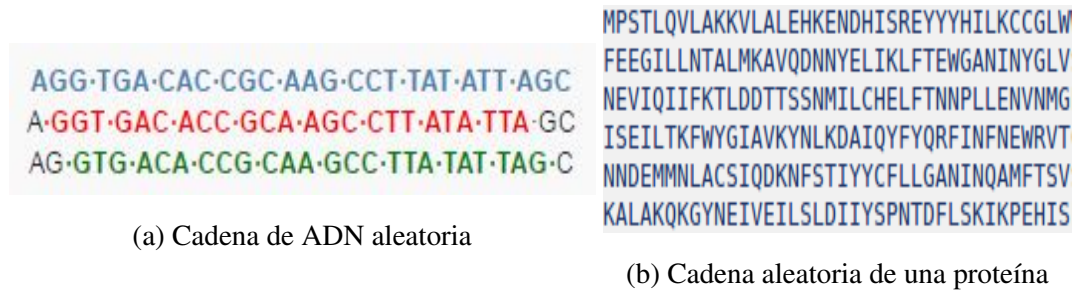 AGG·TGA·CAC·CGC·AAG·CCT·TAT·ATT·AGC
A·GGT·GAC·ACC·GCA·AGC·CTT·ATA·TTA·GC
AG·GTG·ACA·CCG·CAA·GCC·TTA·TAT·TAG·C
(a) Cadena de ADN aleatoria
MPSTLQVLAKKVLALEHKENDHISREYYYHILKCCGLW
FEEGILLNTALMKAVQDNNYELIKLFTEWGANINYGLV
NEVIQIIFKTLDDTTSSNMILCHELFTNNPLLENVNMG
ISEILTKFWYGIAVKYNLKDAIQYFYQRFINFNEWRVT
NNDEMMNLACSIQDKNFSTIYYCFLLGANINQAMFTSV
KALAKQKGYNEIVEILSLDIIYSPNTDFLSKIKPEHIS
(b) Cadena aleatoria de una proteína